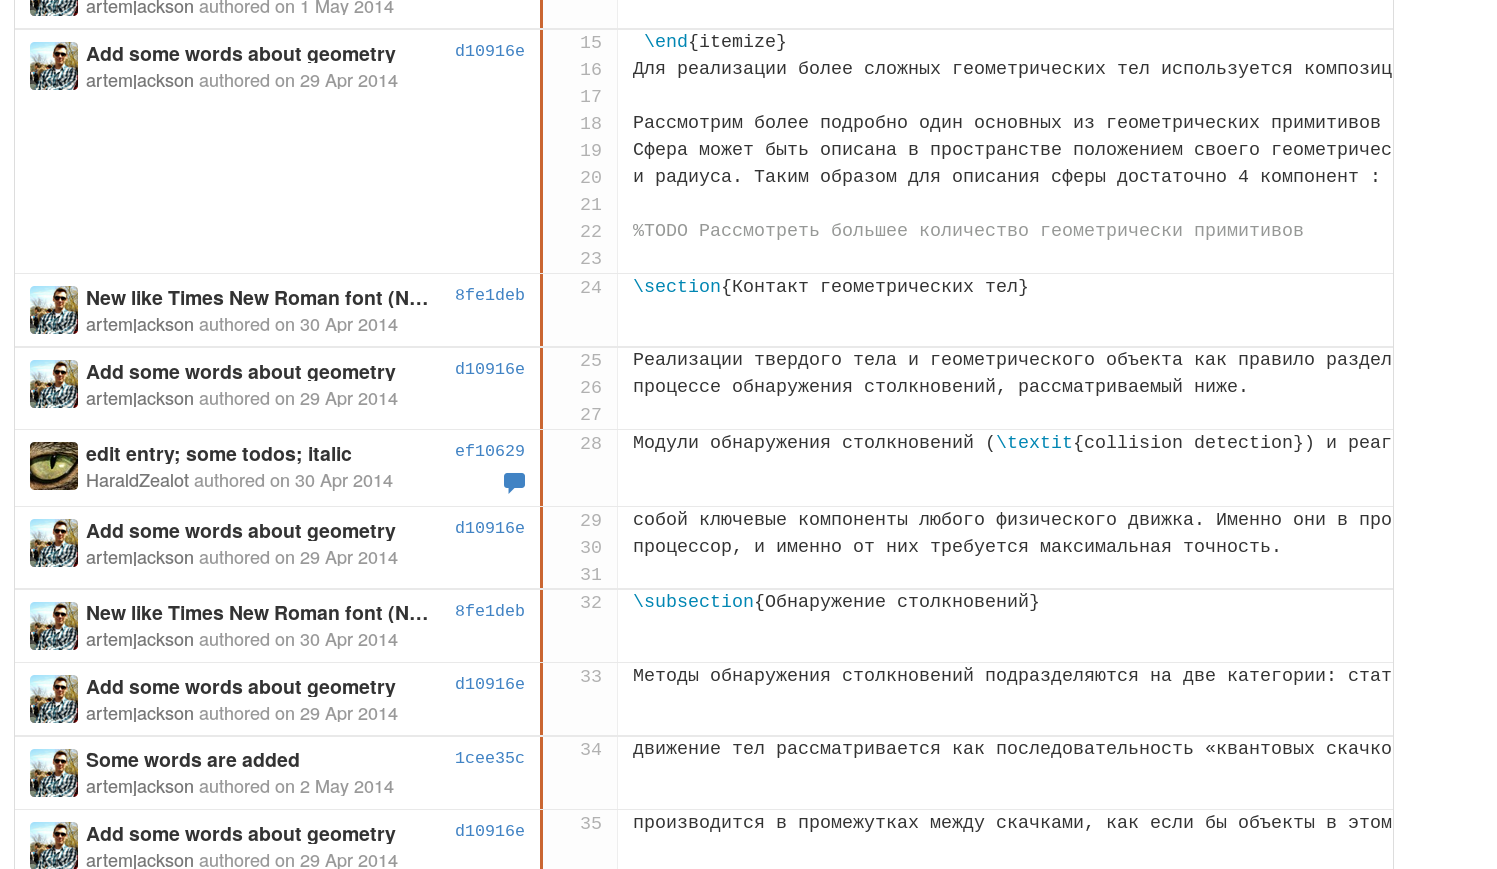 artemjackson authored on 1 May 2014
Add some words about geometry d10916e
artemjackson authored on 29 Apr 2014
15 \end{itemize}
16 Для реализации более сложных геометрических тел используется композиц
17
18 Рассмотрим более подробно один основных из геометрических примитивов
19 Сфера может быть описана в пространстве положением своего геометричес
20 и радиуса. Таким образом для описания сферы достаточно 4 компонент :
21
22 %TODO Рассмотреть большее количество геометрически примитивов
23
New like Times New Roman font (N… 8fe1deb
artemjackson authored on 30 Apr 2014
24 \section{Контакт геометрических тел}
Add some words about geometry d10916e
artemjackson authored on 29 Apr 2014
25 Реализации твердого тела и геометрического объекта как правило раздел
26 процессе обнаружения столкновений, рассматриваемый ниже.
27
edit entry; some todos; italic ef10629
HaraldZealot authored on 30 Apr 2014
28 Модули обнаружения столкновений (\textit{collision detection}) и реаг
Add some words about geometry d10916e
artemjackson authored on 29 Apr 2014
29 собой ключевые компоненты любого физического движка. Именно они в про
30 процессор, и именно от них требуется максимальная точность.
31
New like Times New Roman font (N… 8fe1deb
artemjackson authored on 30 Apr 2014
32 \subsection{Обнаружение столкновений}
Add some words about geometry d10916e
artemjackson authored on 29 Apr 2014
33 Методы обнаружения столкновений подразделяются на две категории: стат
Some words are added 1cee35c
artemjackson authored on 2 May 2014
34 движение тел рассматривается как последовательность «квантовых скачко
Add some words about geometry d10916e
artemjackson authored on 29 Apr 2014
35 производится в промежутках между скачками, как если бы объекты в этом